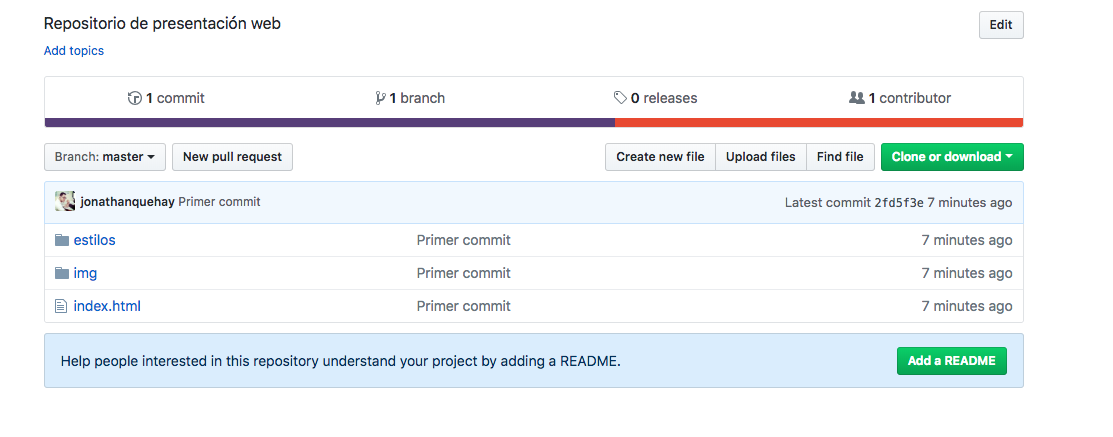 Repositorio de presentación web
Edit
Add topics
1 commit
1 branch
0 releases
1 contributor
Branch: master
New pull request
Create new file
Upload files
Find file
Clone or download
jonathanquehay Primer commit
Latest commit 2fd5f3e 7 minutes ago
estilos Primer commit 7 minutes ago
img Primer commit 7 minutes ago
index.html Primer commit 7 minutes ago
Help people interested in this repository understand your project by adding a README.
Add a README